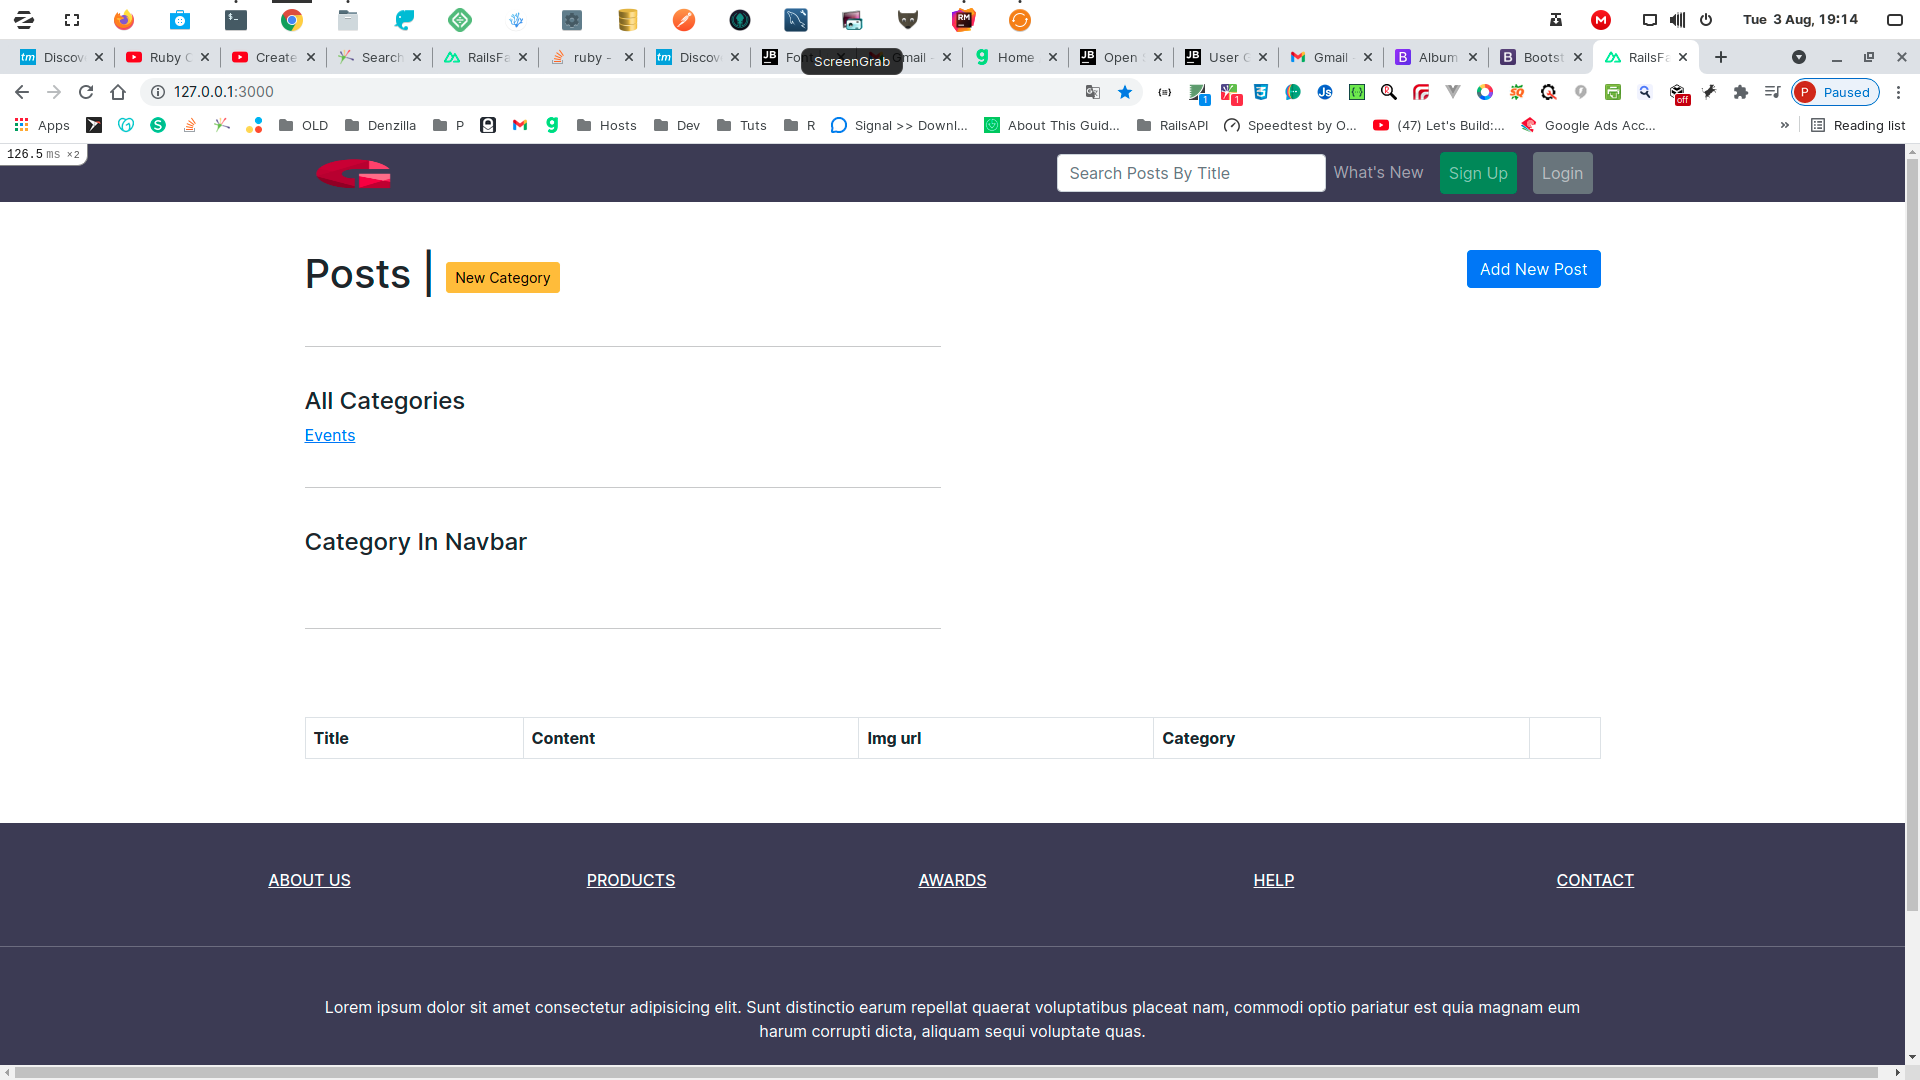 Tue 3 Aug, 19:14
Discov
Ruby C
Create
Search
RailsFa
ruby -
Discov
Fon
ScreenGrab
Gmail -
Home
Open
User G
Gmail -
Album
Bootst
RailsFa
127.0.0.1:3000
Paused
Apps
OLD
Denzilla
P
Hosts
Dev
Tuts
R
Signal >> Downl...
About This Guid...
RailsAPI
Speedtest by O...
(47) Let's Build:...
Google Ads Acc...
»
Reading list
126.5 ms ×2
Search Posts By Title
What's New
Sign Up
Login
Posts | New Category
Add New Post
All Categories
Events
Category In Navbar
Title Content Img url Category
ABOUT US PRODUCTS AWARDS HELP CONTACT
Lorem ipsum dolor sit amet consectetur adipisicing elit. Sunt distinctio earum repellat quaerat voluptatibus placeat nam, commodi optio pariatur est quia magnam eum
harum corrupti dicta, aliquam sequi voluptate quas.